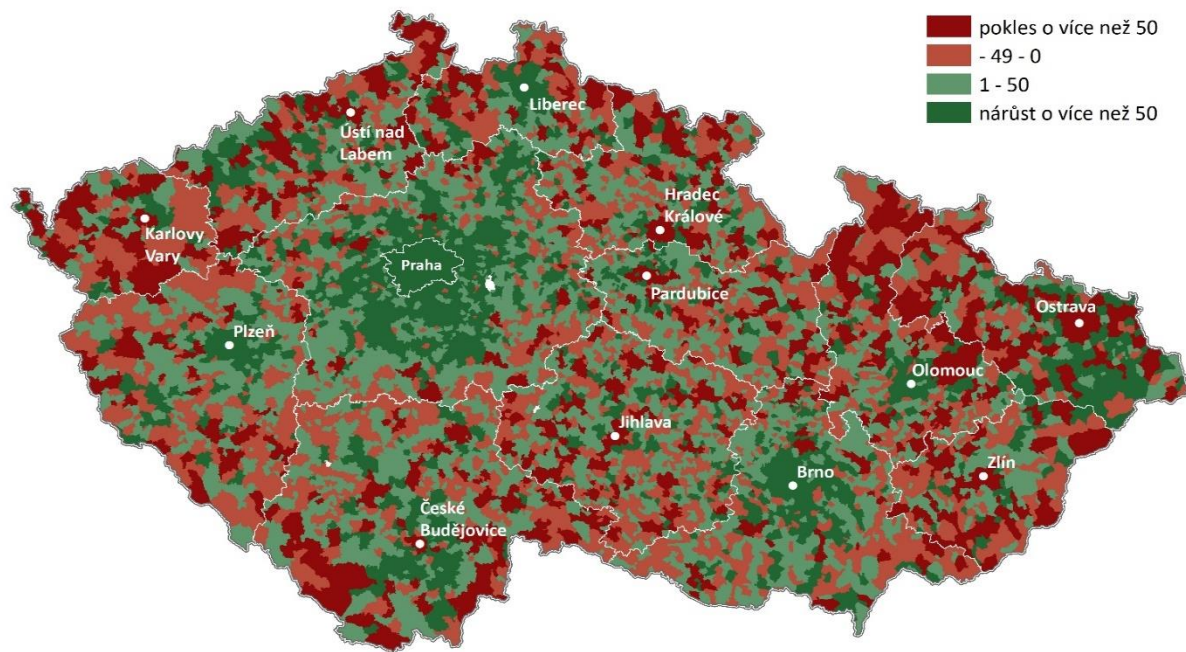 pokles o více než 50
- 49 - 0
1 - 50
nárůst o více než 50
Liberec
Ústí nad
Labem
Hradec
Králové
Karlovy
Vary
Praha
Pardubice
Ostrava
Plzeň
Olomouc
Jihlava
Zlín
Brno
České
Budějovice